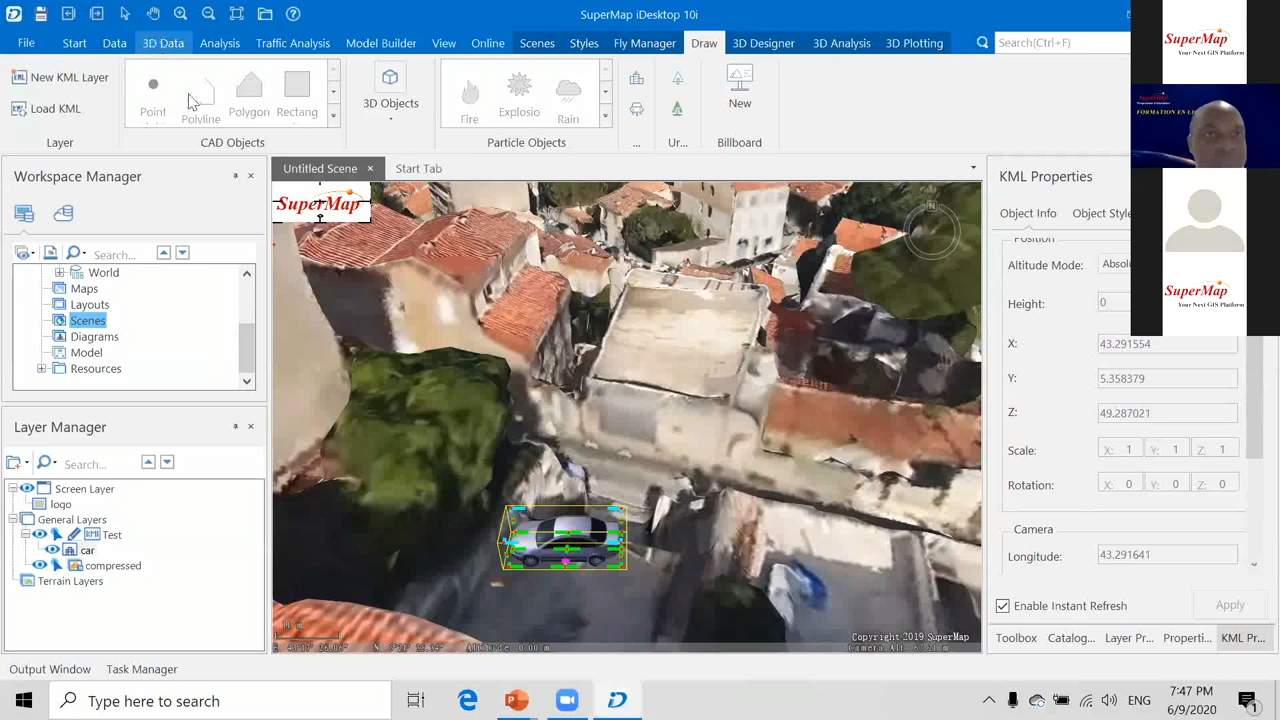 SuperMap iDesktop 10i
File
Start
Data
3D Data
Analysis
Traffic Analysis
Model Builder
View
Online
Scenes
Styles
Fly Manager
Draw
3D Designer
3D Analysis
3D Plotting
Search(Ctrl+F)
New KML Layer
Load KML
Layer
Point
Polyline
Polygon
Rectang
CAD Objects
3D Objects
Fire
Explosio
Rain
Particle Objects
...
Ur...
New
Billboard
SuperMap
Your Next GIS Platform
FORMATION EN LI
SuperMap
Your Next GIS Platform
Workspace Manager
Search...
World
Maps
Layouts
Scenes
Diagrams
Model
Resources
Layer Manager
Search...
Screen Layer
logo
General Layers
Test
car
compressed
Terrain Layers
Untitled Scene
Start Tab
SuperMap
N
Copyright 2019 SuperMap
KML Properties
Object Info
Object Style
Position
Altitude Mode: Absol
Height: 0
X: 43.291554
Y: 5.358379
Z: 49.287021
Scale: X: 1 Y: 1 Z: 1
Rotation: X: 0 Y: 0 Z: 0
Camera
Longitude: 43.291641
Enable Instant Refresh
Apply
Toolbox
Catalog...
Layer Pr...
Properti...
KML Pr...
Output Window
Task Manager
Type here to search
ENG
7:47 PM
6/9/2020